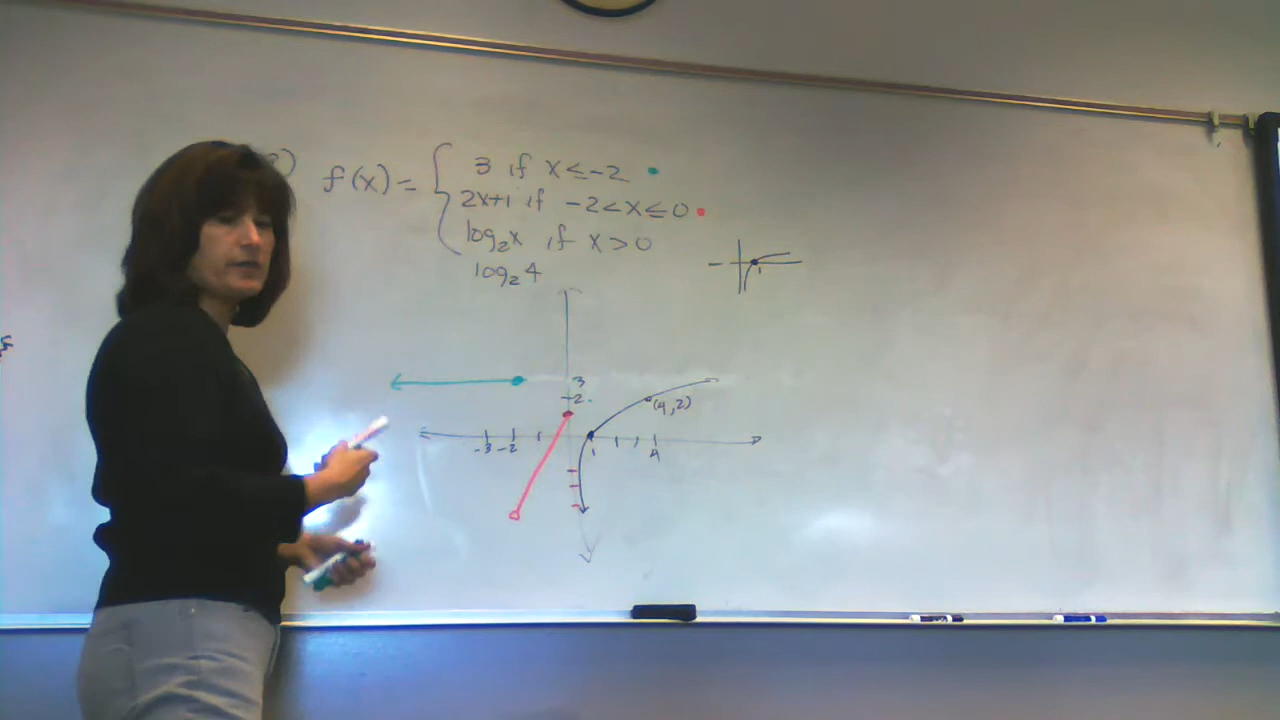 2) f(x) = { 3 if x ≤ -2
2x+1 if -2 < x ≤ 0
log₂x if x > 0
log₂4
1
3
2
(4,2)
-3 -2 1 4